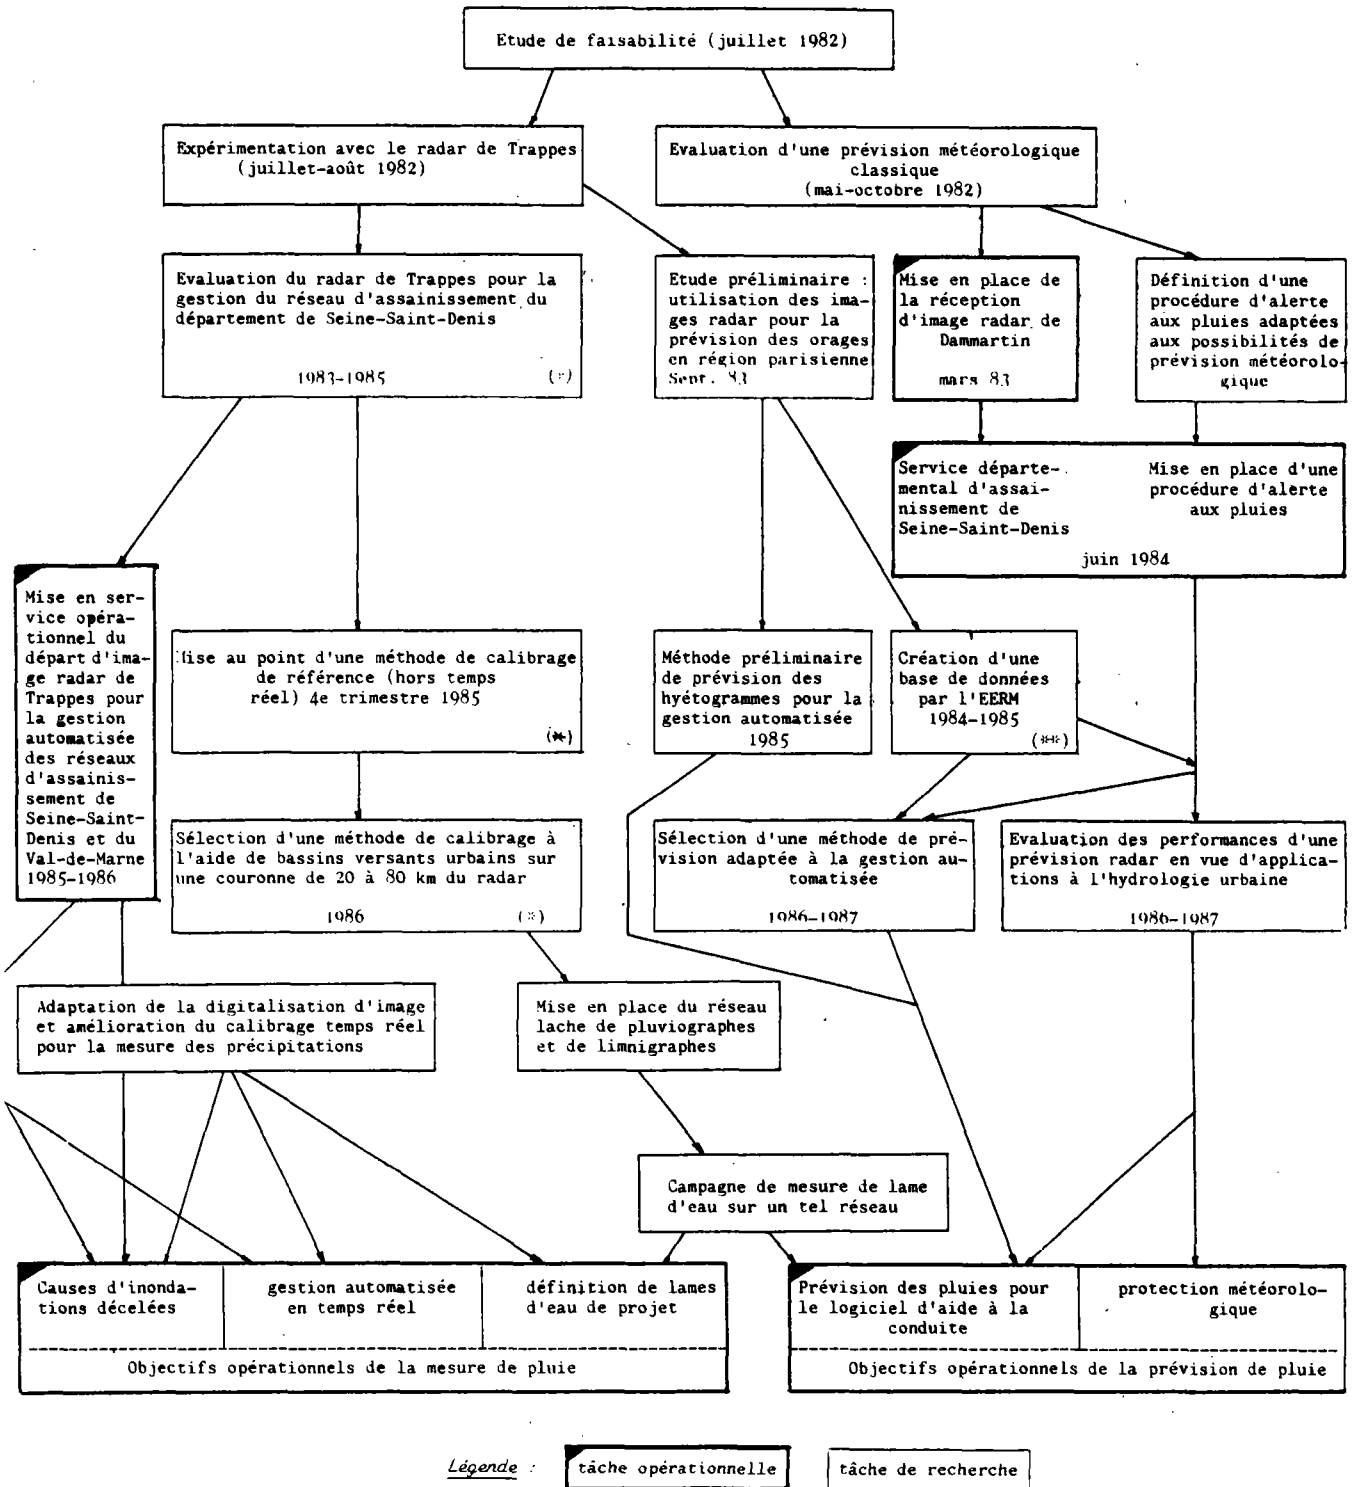 Etude de faisabilité (juillet 1982)
Expérimentation avec le radar de Trappes
(juillet-août 1982)
Evaluation d'une prévision météorologique
classique
(mai-octobre 1982)
Evaluation du radar de Trappes pour la
gestion du réseau d'assainissement du
département de Seine-Saint-Denis
1983-1985 (*)
Etude préliminaire :
utilisation des ima-
ges radar pour la
prévision des orages
en région parisienne
Sept. 83
Mise en place de
la réception
d'image radar de
Dammartin
mars 83
Définition d'une
procédure d'alerte
aux pluies adaptées
aux possibilités de
prévision météorolo-
gique
Service départe-
mental d'assai-
nissement de
Seine-Saint-Denis
Mise en place d'une
procédure d'alerte
aux pluies
juin 1984
Mise en ser-
vice opéra-
tionnel du
départ d'ima-
ge radar de
Trappes pour
la gestion
automatisée
des réseaux
d'assainis-
sement de
Seine-Saint-
Denis et du
Val-de-Marne
1985-1986
Mise au point d'une méthode de calibrage
de référence (hors temps
réel) 4e trimestre 1985
(*)
Méthode préliminaire
de prévision des
hyétogrammes pour la
gestion automatisée
1985
Création d'une
base de données
par l'EERM
1984-1985
(**)
Sélection d'une méthode de calibrage à
l'aide de bassins versants urbains sur
une couronne de 20 à 80 km du radar
1986 (*)
Sélection d'une méthode de pré-
vision adaptée à la gestion au-
tomatisée
1986-1987
Evaluation des performances d'une
prévision radar en vue d'applica-
tions à l'hydrologie urbaine
1986-1987
Adaptation de la digitalisation d'image
et amélioration du calibrage temps réel
pour la mesure des précipitations
Mise en place du réseau
lache de pluviographes
et de limnigraphes
Campagne de mesure de lame
d'eau sur un tel réseau
Causes d'inonda-
tions décelées
gestion automatisée
en temps réel
définition de lames
d'eau de projet
Objectifs opérationnels de la mesure de pluie
Prévision des pluies pour
le logiciel d'aide à la
conduite
protection météorolo-
gique
Objectifs opérationnels de la prévision de pluie
Légende :
tâche opérationnelle
tâche de recherche